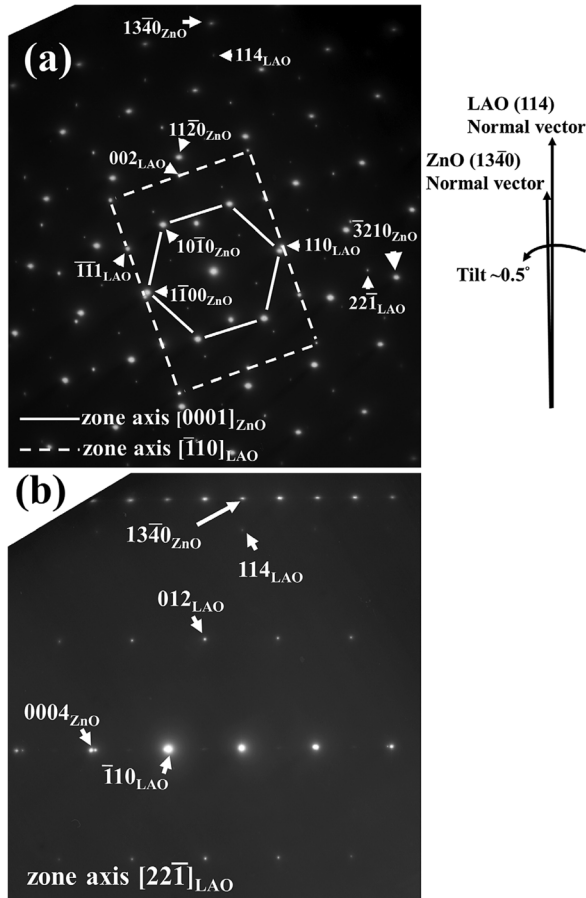 (a)
13̅4̅0ZnO
114LAO
112̅0ZnO
002LAO
1̅1̅1LAO
101̅0ZnO
11̅00ZnO
110LAO
3̅210ZnO
221̅LAO
zone axis [0001]ZnO
zone axis [1̅10]LAO
LAO (114)
Normal vector
ZnO (134̅0)
Normal vector
Tilt ~0.5°
(b)
134̅0ZnO
114LAO
012LAO
0004ZnO
1̅10LAO
zone axis [221̅]LAO